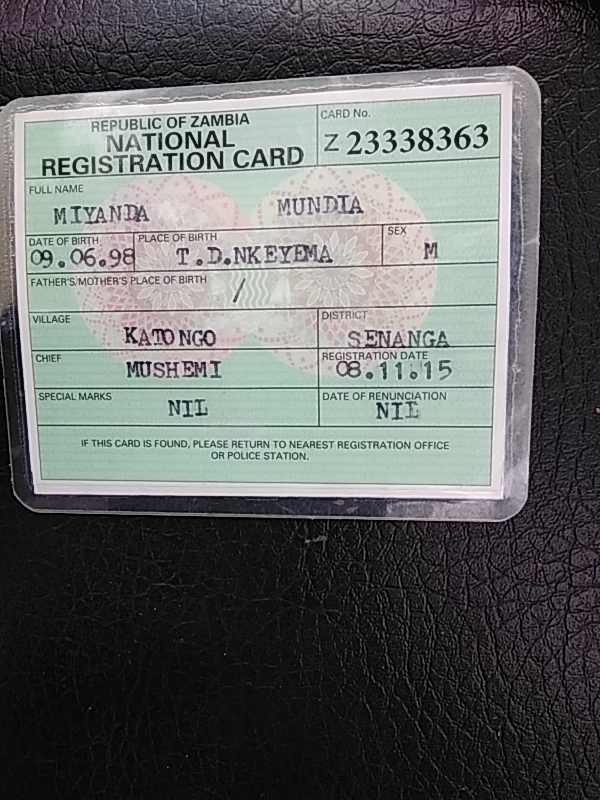 REPUBLIC OF ZAMBIA
NATIONAL
REGISTRATION CARD
CARD No.
Z 23338363
FULL NAME
MIYANDA MUNDIA
DATE OF BIRTH PLACE OF BIRTH SEX
09.06.98 T.D.NKEYEMA M
FATHER'S/MOTHER'S PLACE OF BIRTH
/
VILLAGE DISTRICT
KATONGO SENANGA
CHIEF REGISTRATION DATE
MUSHEMI 08.11.15
SPECIAL MARKS DATE OF RENUNCIATION
NIL NIL
IF THIS CARD IS FOUND, PLEASE RETURN TO NEAREST REGISTRATION OFFICE
OR POLICE STATION.